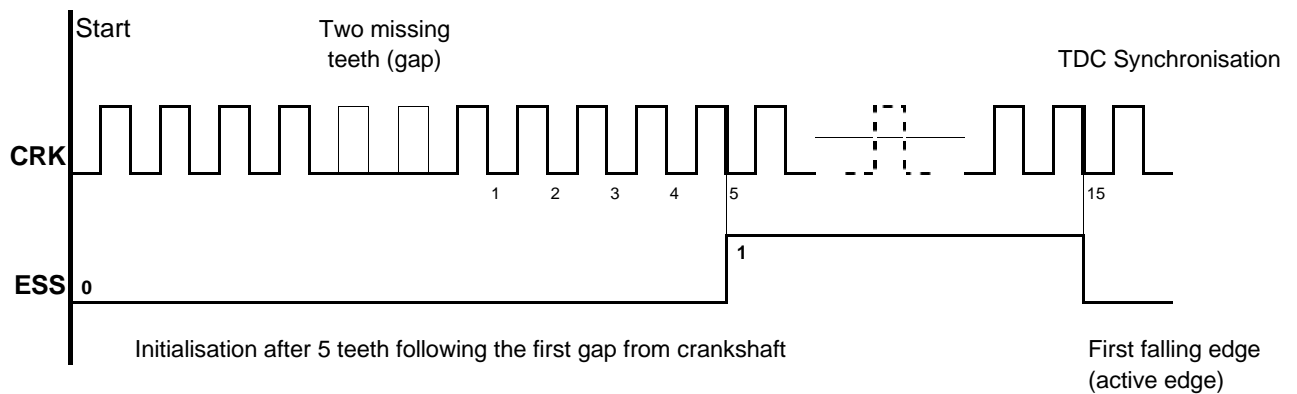 Start
Two missing
teeth (gap)
TDC Synchronisation
CRK
1 2 3 4 5 15
1
ESS 0
Initialisation after 5 teeth following the first gap from crankshaft
First falling edge
(active edge)